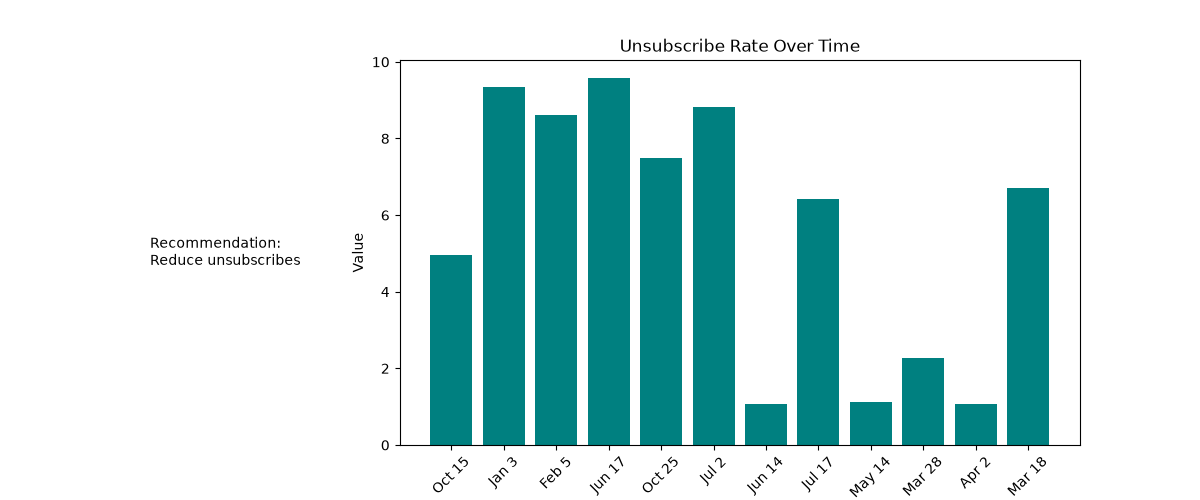 Unsubscribe Rate Over Time
Recommendation:
Reduce unsubscribes
Value
10
8
6
4
2
0
Oct 15
Jan 3
Feb 5
Jun 17
Oct 25
Jul 2
Jun 14
Jul 17
May 14
Mar 28
Apr 2
Mar 18